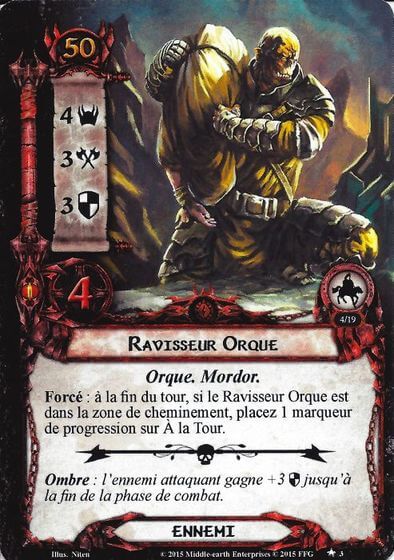 50
4
3
3
4
4/19
Ravisseur Orque
Orque. Mordor.
Forcé : à la fin du tour, si le Ravisseur Orque est
dans la zone de cheminement, placez 1 marqueur
de progression sur À la Tour.
Ombre : l'ennemi attaquant gagne +3 jusqu'à
la fin de la phase de combat.
ENNEMI
Illus. Niten
© 2015 Middle-earth Enterprises © 2015 FFG
3